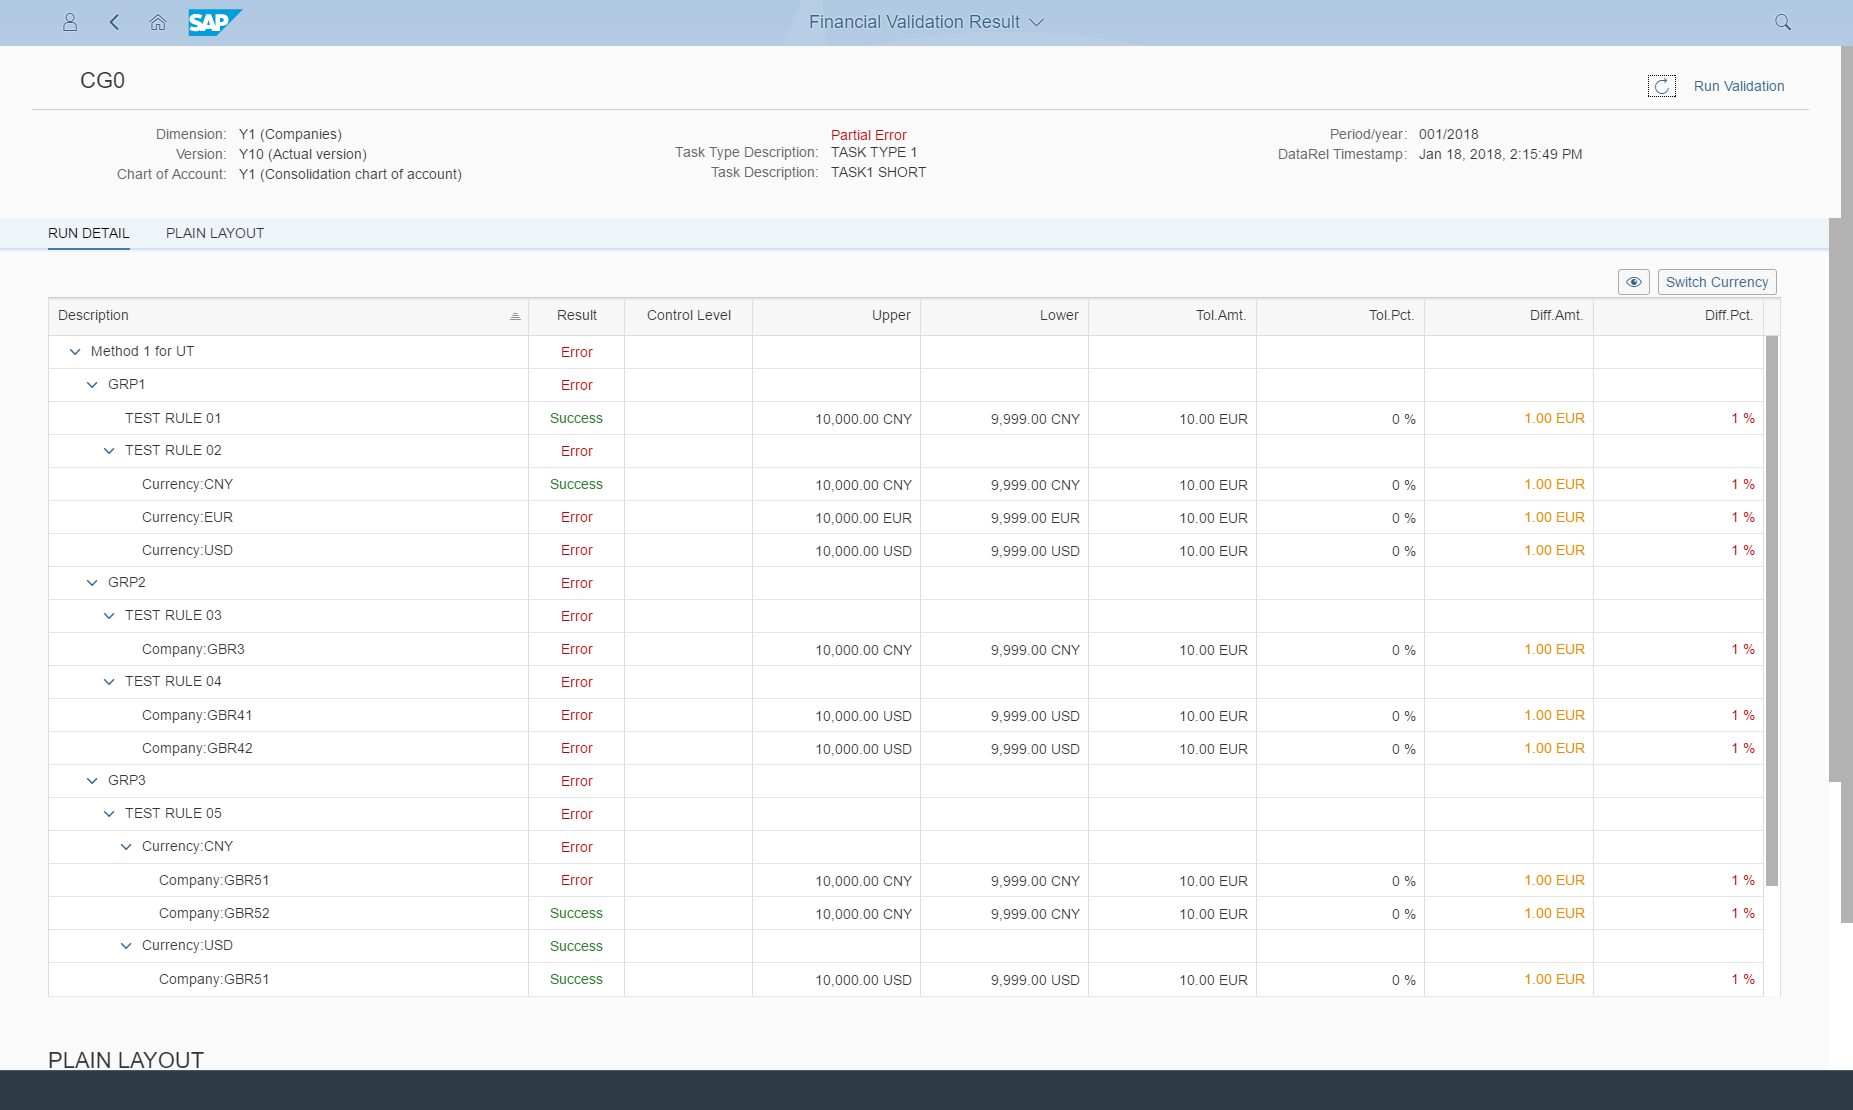 SAP Financial Validation Result
CG0
Run Validation
Dimension: Y1 (Companies)
Version: Y10 (Actual version)
Chart of Account: Y1 (Consolidation chart of account)
Partial Error
Task Type Description: TASK TYPE 1
Task Description: TASK1 SHORT
Period/year: 001/2018
DataRel Timestamp: Jan 18, 2018, 2:15:49 PM
RUN DETAIL PLAIN LAYOUT
Switch Currency
Description Result Control Level Upper Lower Tol.Amt. Tol.Pct. Diff.Amt. Diff.Pct.
Method 1 for UT Error
GRP1 Error
TEST RULE 01 Success 10,000.00 CNY 9,999.00 CNY 10.00 EUR 0 % 1.00 EUR 1 %
TEST RULE 02 Error
Currency:CNY Success 10,000.00 CNY 9,999.00 CNY 10.00 EUR 0 % 1.00 EUR 1 %
Currency:EUR Error 10,000.00 EUR 9,999.00 EUR 10.00 EUR 0 % 1.00 EUR 1 %
Currency:USD Error 10,000.00 USD 9,999.00 USD 10.00 EUR 0 % 1.00 EUR 1 %
GRP2 Error
TEST RULE 03 Error
Company:GBR3 Error 10,000.00 CNY 9,999.00 CNY 10.00 EUR 0 % 1.00 EUR 1 %
TEST RULE 04 Error
Company:GBR41 Error 10,000.00 USD 9,999.00 USD 10.00 EUR 0 % 1.00 EUR 1 %
Company:GBR42 Error 10,000.00 USD 9,999.00 USD 10.00 EUR 0 % 1.00 EUR 1 %
GRP3 Error
TEST RULE 05 Error
Currency:CNY Error
Company:GBR51 Error 10,000.00 CNY 9,999.00 CNY 10.00 EUR 0 % 1.00 EUR 1 %
Company:GBR52 Success 10,000.00 CNY 9,999.00 CNY 10.00 EUR 0 % 1.00 EUR 1 %
Currency:USD Success
Company:GBR51 Success 10,000.00 USD 9,999.00 USD 10.00 EUR 0 % 1.00 EUR 1 %
PLAIN LAYOUT